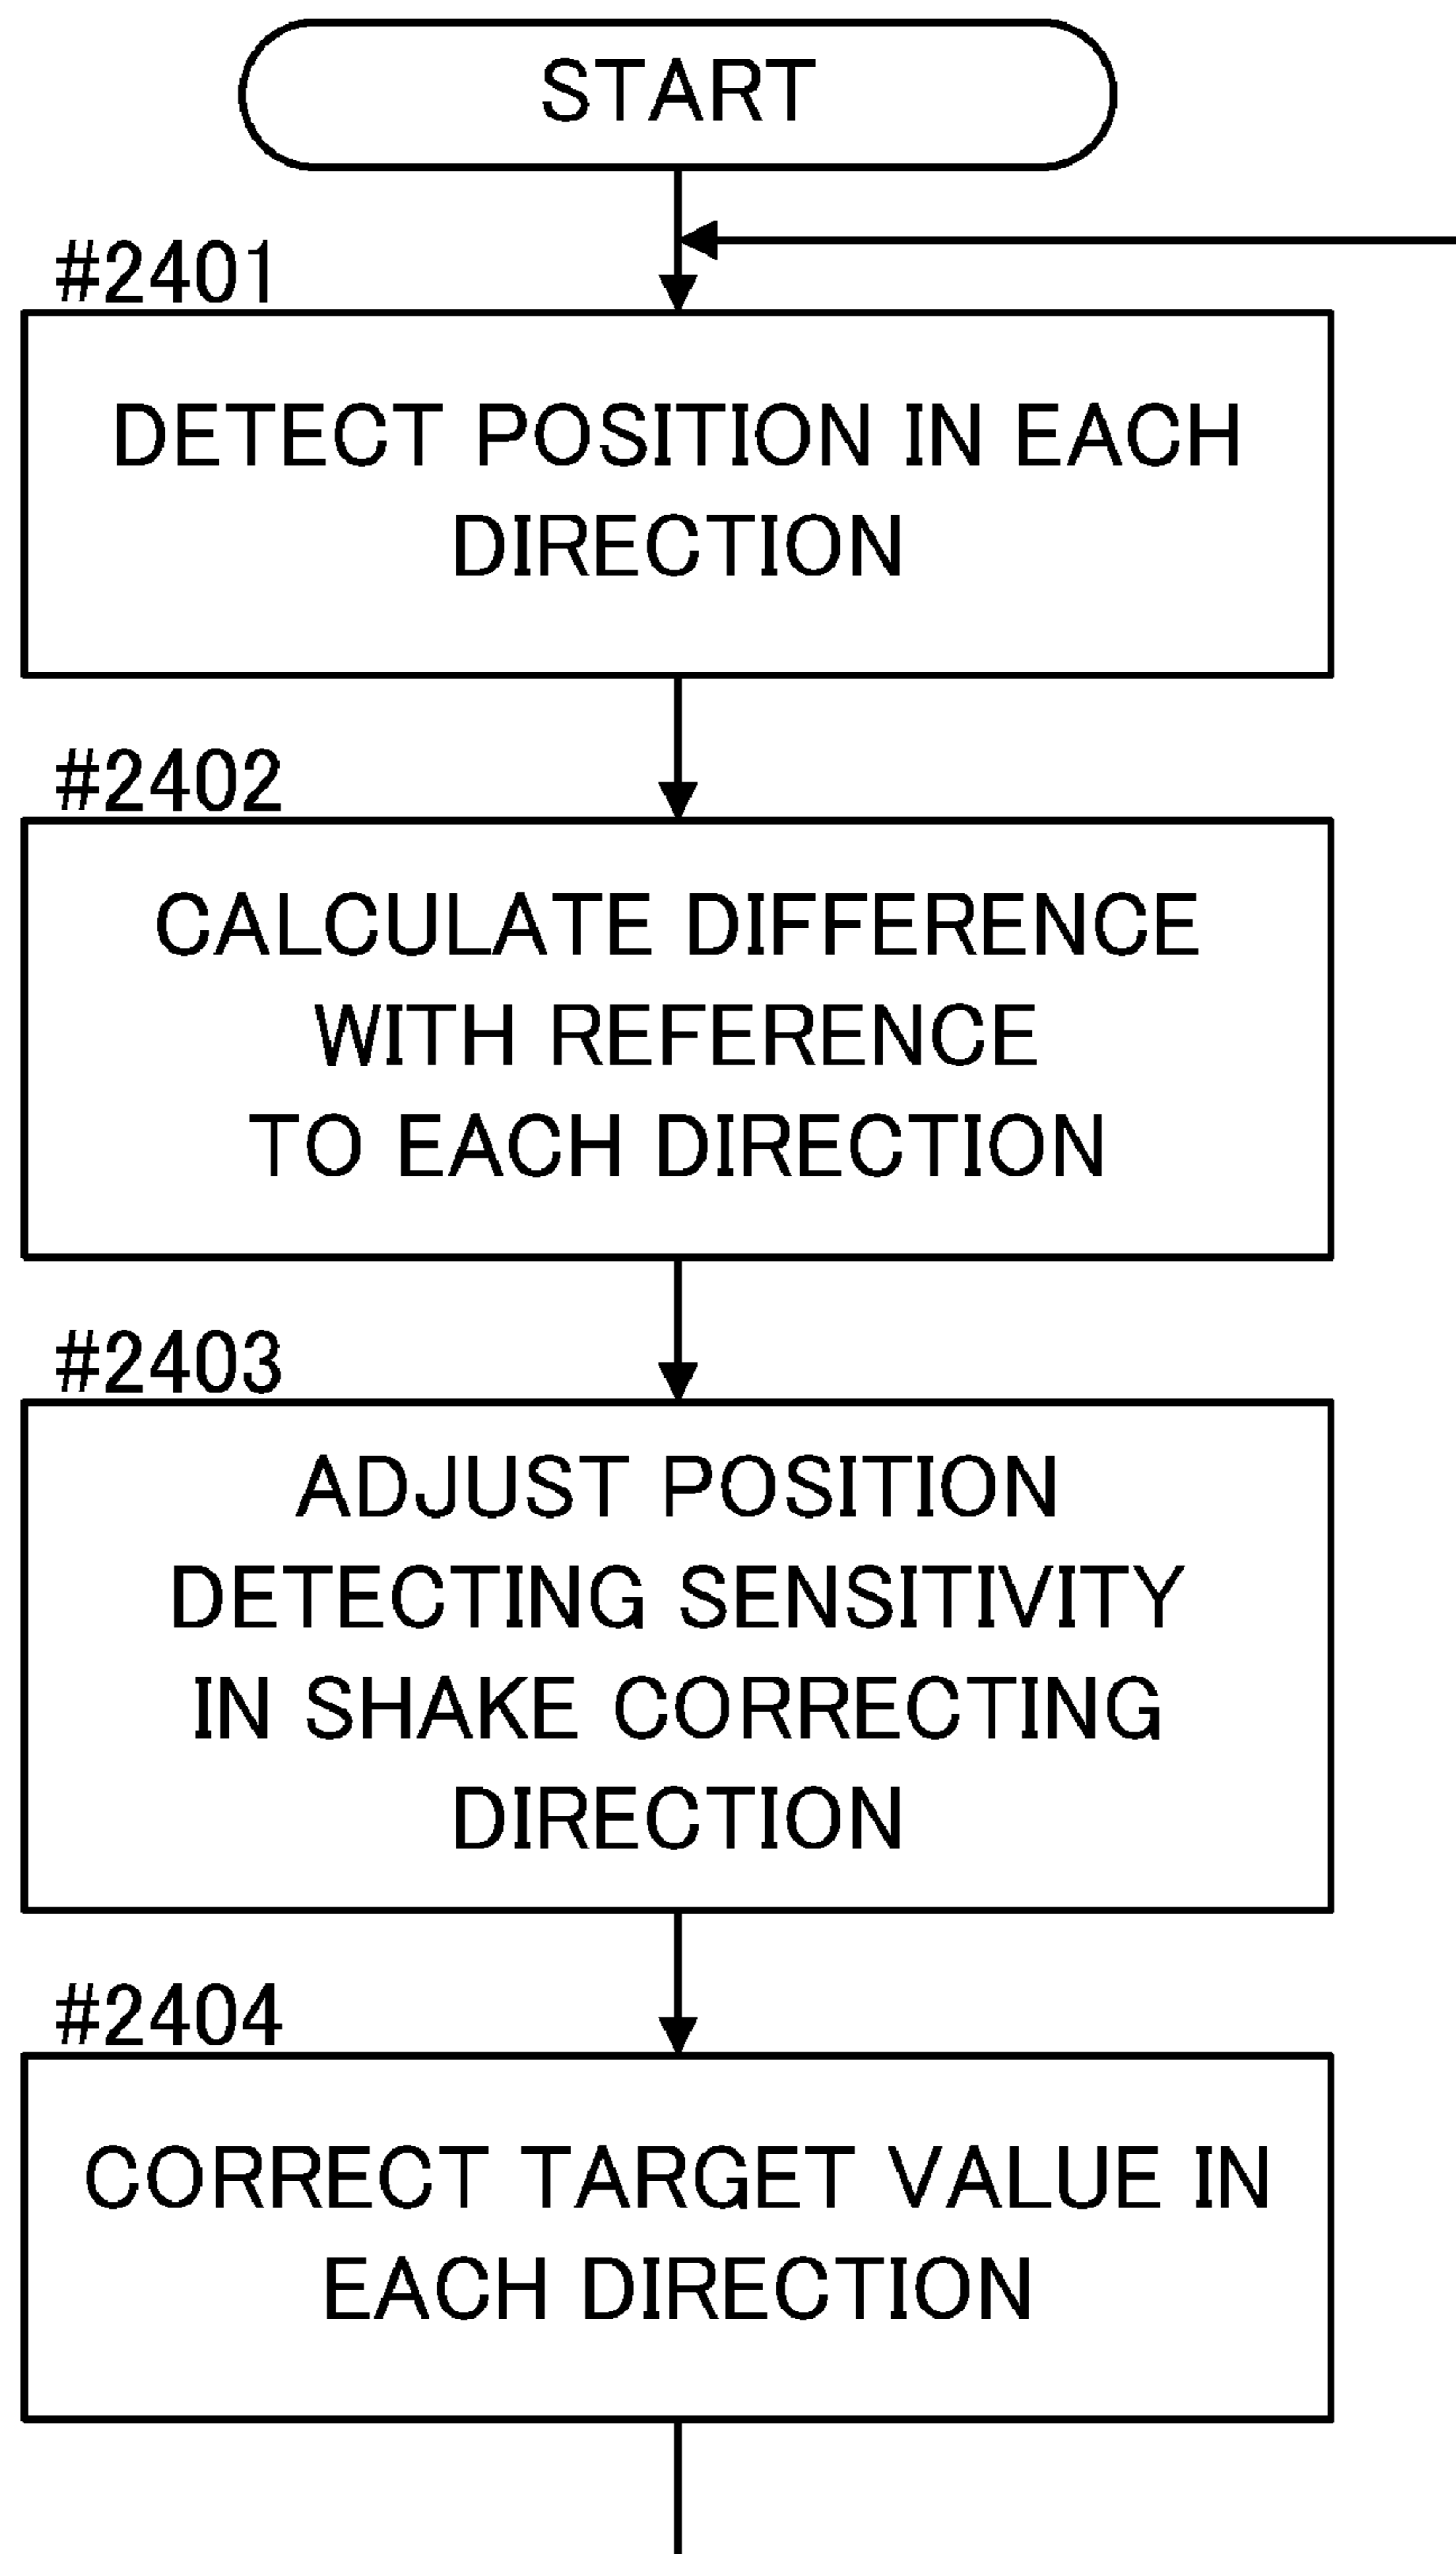 START
#2401
DETECT POSITION IN EACH
DIRECTION
#2402
CALCULATE DIFFERENCE
WITH REFERENCE
TO EACH DIRECTION
#2403
ADJUST POSITION
DETECTING SENSITIVITY
IN SHAKE CORRECTING
DIRECTION
#2404
CORRECT TARGET VALUE IN
EACH DIRECTION